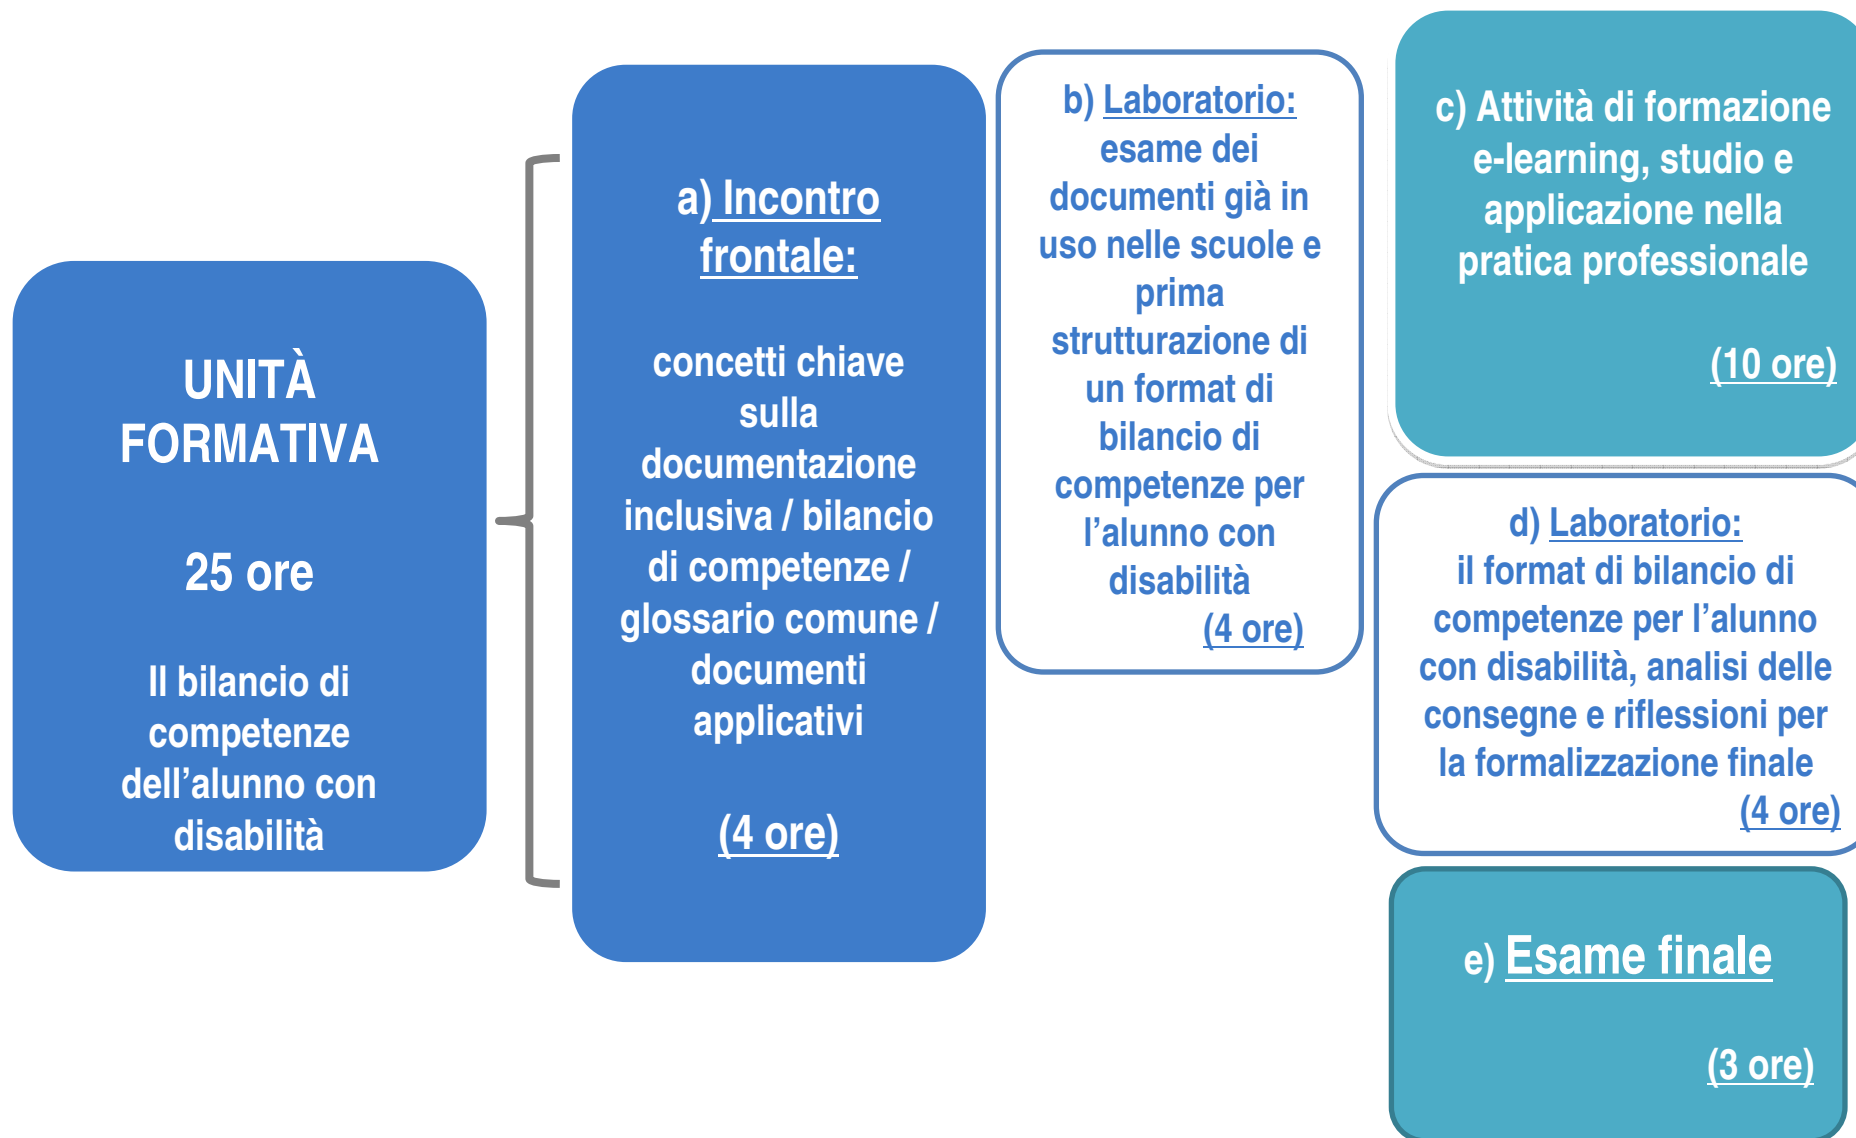 UNITÀ
FORMATIVA
25 ore
Il bilancio di
competenze
dell’alunno con
disabilità
a) Incontro
frontale:
concetti chiave
sulla
documentazione
inclusiva / bilancio
di competenze /
glossario comune /
documenti
applicativi
(4 ore)
b) Laboratorio:
esame dei
documenti già in
uso nelle scuole e
prima
strutturazione di
un format di
bilancio di
competenze per
l’alunno con
disabilità
(4 ore)
c) Attività di formazione
e-learning, studio e
applicazione nella
pratica professionale
(10 ore)
d) Laboratorio:
il format di bilancio di
competenze per l’alunno
con disabilità, analisi delle
consegne e riflessioni per
la formalizzazione finale
(4 ore)
e) Esame finale
(3 ore)